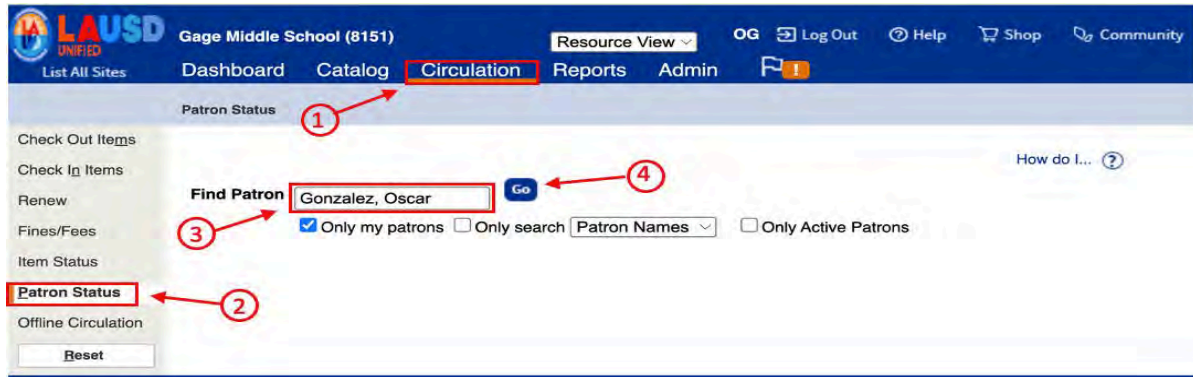 LAUSD
UNIFIED
Gage Middle School (8151)
Resource View
OG
Log Out
Help
Shop
Community
List All Sites
Dashboard
Catalog
Circulation
Reports
Admin
!
Patron Status
1
Check Out Items
Check In Items
Renew
Fines/Fees
Item Status
Patron Status
Offline Circulation
Reset
How do I... ?
Find Patron
Gonzalez, Oscar
Go
4
3
Only my patrons
Only search
Patron Names
Only Active Patrons
2